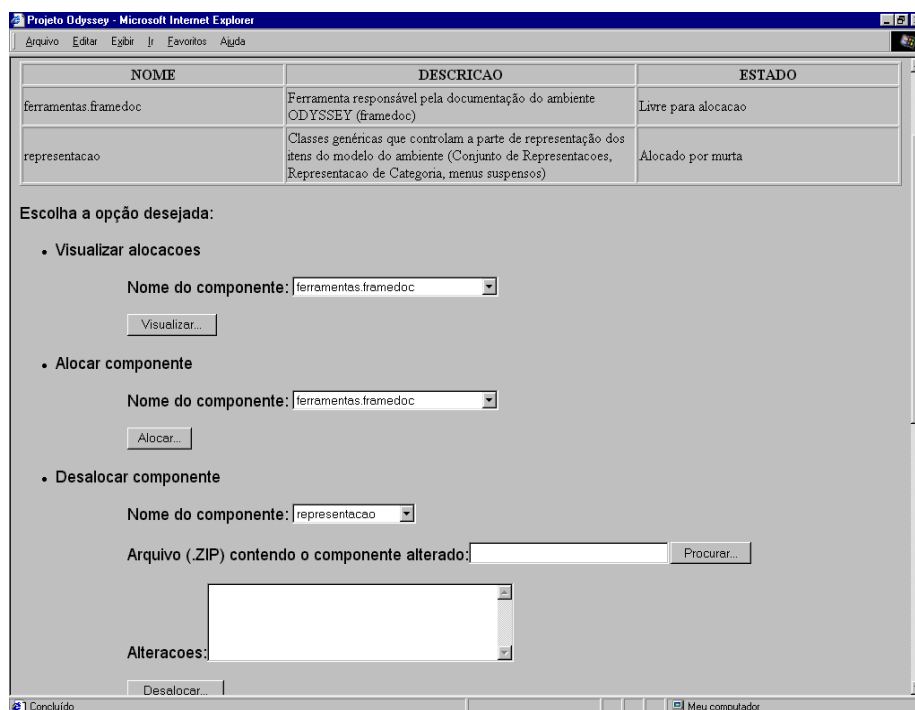 Projeto Odyssey - Microsoft Internet Explorer
Arquivo Editar Exibir Ir Favoritos Ajuda
NOME DESCRICAO ESTADO
ferramentas.framedoc
Ferramenta responsável pela documentação do ambiente
ODYSSEY (framedoc)
Livre para alocacao
representacao
Classes genéricas que controlam a parte de representação dos
itens do modelo do ambiente (Conjunto de Representacoes,
Representacao de Categoria, menus suspensos)
Alocado por murta
Escolha a opção desejada:
• Visualizar alocacoes
Nome do componente: ferramentas.framedoc
Visualizar...
• Alocar componente
Nome do componente: ferramentas.framedoc
Alocar...
• Desalocar componente
Nome do componente: representacao
Arquivo (.ZIP) contendo o componente alterado: Procurar...
Alteracoes:
Desalocar...
Concluído Meu computador